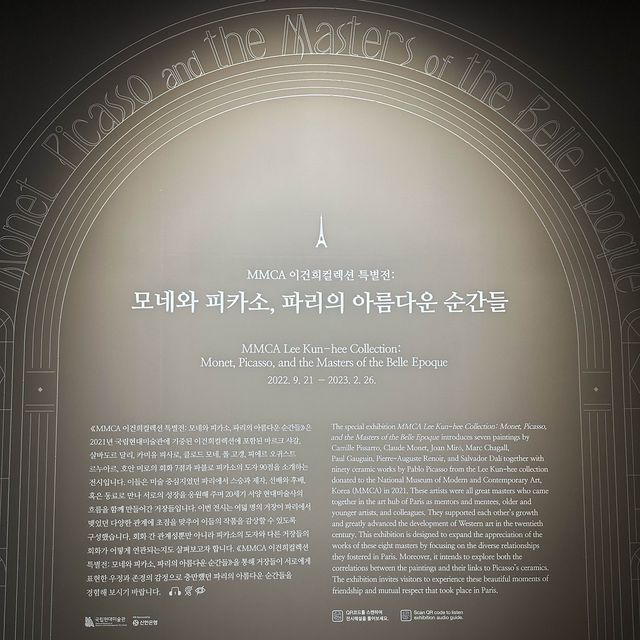 Monet, Picasso and the Masters of the Belle Epoque
MMCA 이건희컬렉션 특별전:
모네와 피카소, 파리의 아름다운 순간들
MMCA Lee Kun-hee Collection:
Monet, Picasso, and the Masters of the Belle Epoque
2022. 9. 21 – 2023. 2. 26.
《MMCA 이건희컬렉션 특별전: 모네와 피카소, 파리의 아름다운 순간들》은
2021년 국립현대미술관에 기증된 이건희컬렉션에 포함된 마르크 샤갈,
살바도르 달리, 카미유 피사로, 클로드 모네, 폴 고갱, 피에르 오귀스트
르누아르, 호안 미로의 회화 7점과 파블로 피카소의 도자 90점을 소개하는
전시입니다. 이들은 미술 중심지였던 파리에서 스승과 제자, 선배와 후배,
혹은 동료로 만나 서로의 성장을 응원해 주며 20세기 서양 현대미술사의
흐름을 함께 만들어간 거장들입니다. 이번 전시는 여덟 명의 거장이 파리에서
맺었던 다양한 관계에 초점을 맞추어 이들의 작품을 감상할 수 있도록
구성했습니다. 회화 간 관계성뿐만 아니라 피카소의 도자와 다른 거장들의
회화가 어떻게 연관되는지도 살펴보고자 합니다. 《MMCA 이건희컬렉션
특별전: 모네와 피카소, 파리의 아름다운 순간들》을 통해 거장들이 서로에게
표현한 우정과 존경의 감정으로 충만했던 파리의 아름다운 순간들을
경험해 보시기 바랍니다.
The special exhibition MMCA Lee Kun-hee Collection: Monet, Picasso,
and the Masters of the Belle Epoque introduces seven paintings by
Camille Pissarro, Claude Monet, Joan Miró, Marc Chagall,
Paul Gauguin, Pierre-Auguste Renoir, and Salvador Dalí together with
ninety ceramic works by Pablo Picasso from the Lee Kun-hee collection
donated to the National Museum of Modern and Contemporary Art,
Korea (MMCA) in 2021. These artists were all great masters who came
together in the art hub of Paris as mentors and mentees, older and
younger artists, and colleagues. They supported each other's growth
and greatly advanced the development of Western art in the twentieth
century. This exhibition is designed to expand the appreciation of the
works of these eight masters by focusing on the diverse relationships
they fostered in Paris. Moreover, it intends to explore both the
correlations between the paintings and their links to Picasso's ceramics.
The exhibition invites visitors to experience these beautiful moments of
friendship and mutual respect that took place in Paris.
국립현대미술관
신한은행
QR코드를 스캔하여
전시해설을 들어보세요.
Scan QR code to listen
exhibition audio guide.